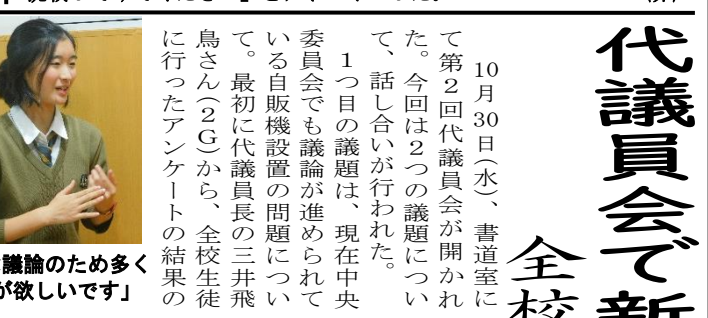 代議員会で新
全校
10月30日(水)、書道室に
て第2回代議員会が開かれ
た。今回は2つの議題につい
て、話し合いが行われた。
1つ目の議題は、現在中央
委員会でも議論が進められて
いる自販機設置の問題につい
て。最初に代議員長の三井飛
鳥さん(2G)から、全校生徒
に行ったアンケートの結果の
議論のため多く
が欲しいです」